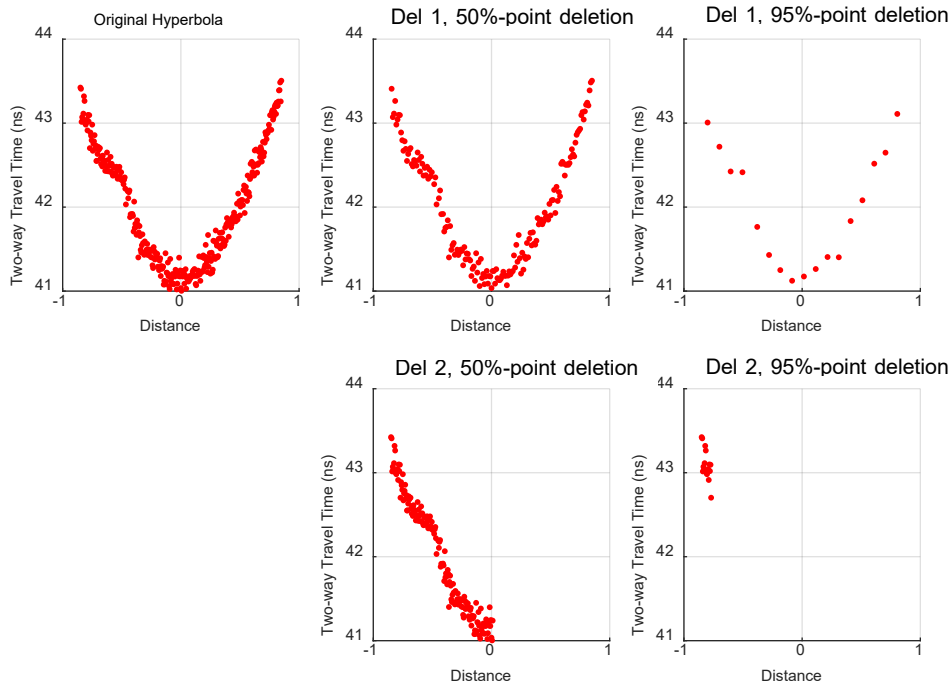 Original Hyperbola
44
43
42
41
-1
0
1
Two-way Travel Time (ns)
Distance
Del 1, 50%-point deletion
44
43
42
41
-1
0
1
Two-way Travel Time (ns)
Distance
Del 1, 95%-point deletion
44
43
42
41
-1
0
1
Two-way Travel Time (ns)
Distance
Del 2, 50%-point deletion
44
43
42
41
-1
0
1
Two-way Travel Time (ns)
Distance
Del 2, 95%-point deletion
44
43
42
41
-1
0
1
Two-way Travel Time (ns)
Distance